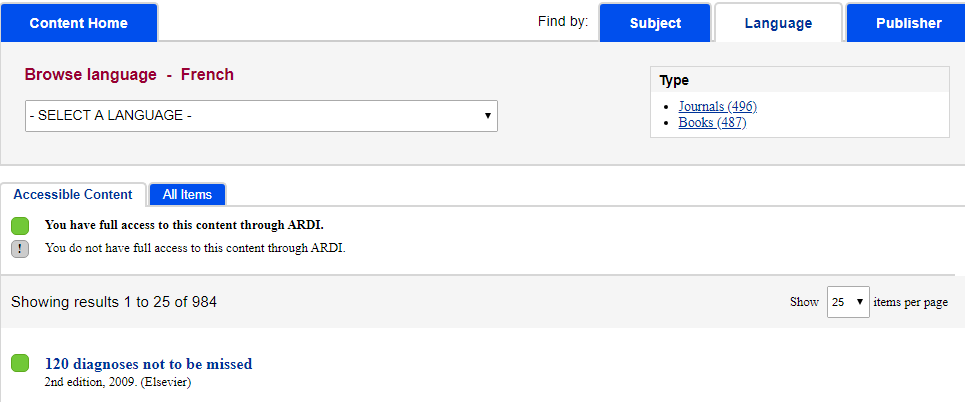 Content Home
Find by:
Subject
Language
Publisher
Browse language - French
- SELECT A LANGUAGE -
Type
Journals (496)
Books (487)
Accessible Content
All Items
You have full access to this content through ARDI.
! You do not have full access to this content through ARDI.
Showing results 1 to 25 of 984
Show 25 items per page
120 diagnoses not to be missed
2nd edition, 2009. (Elsevier)